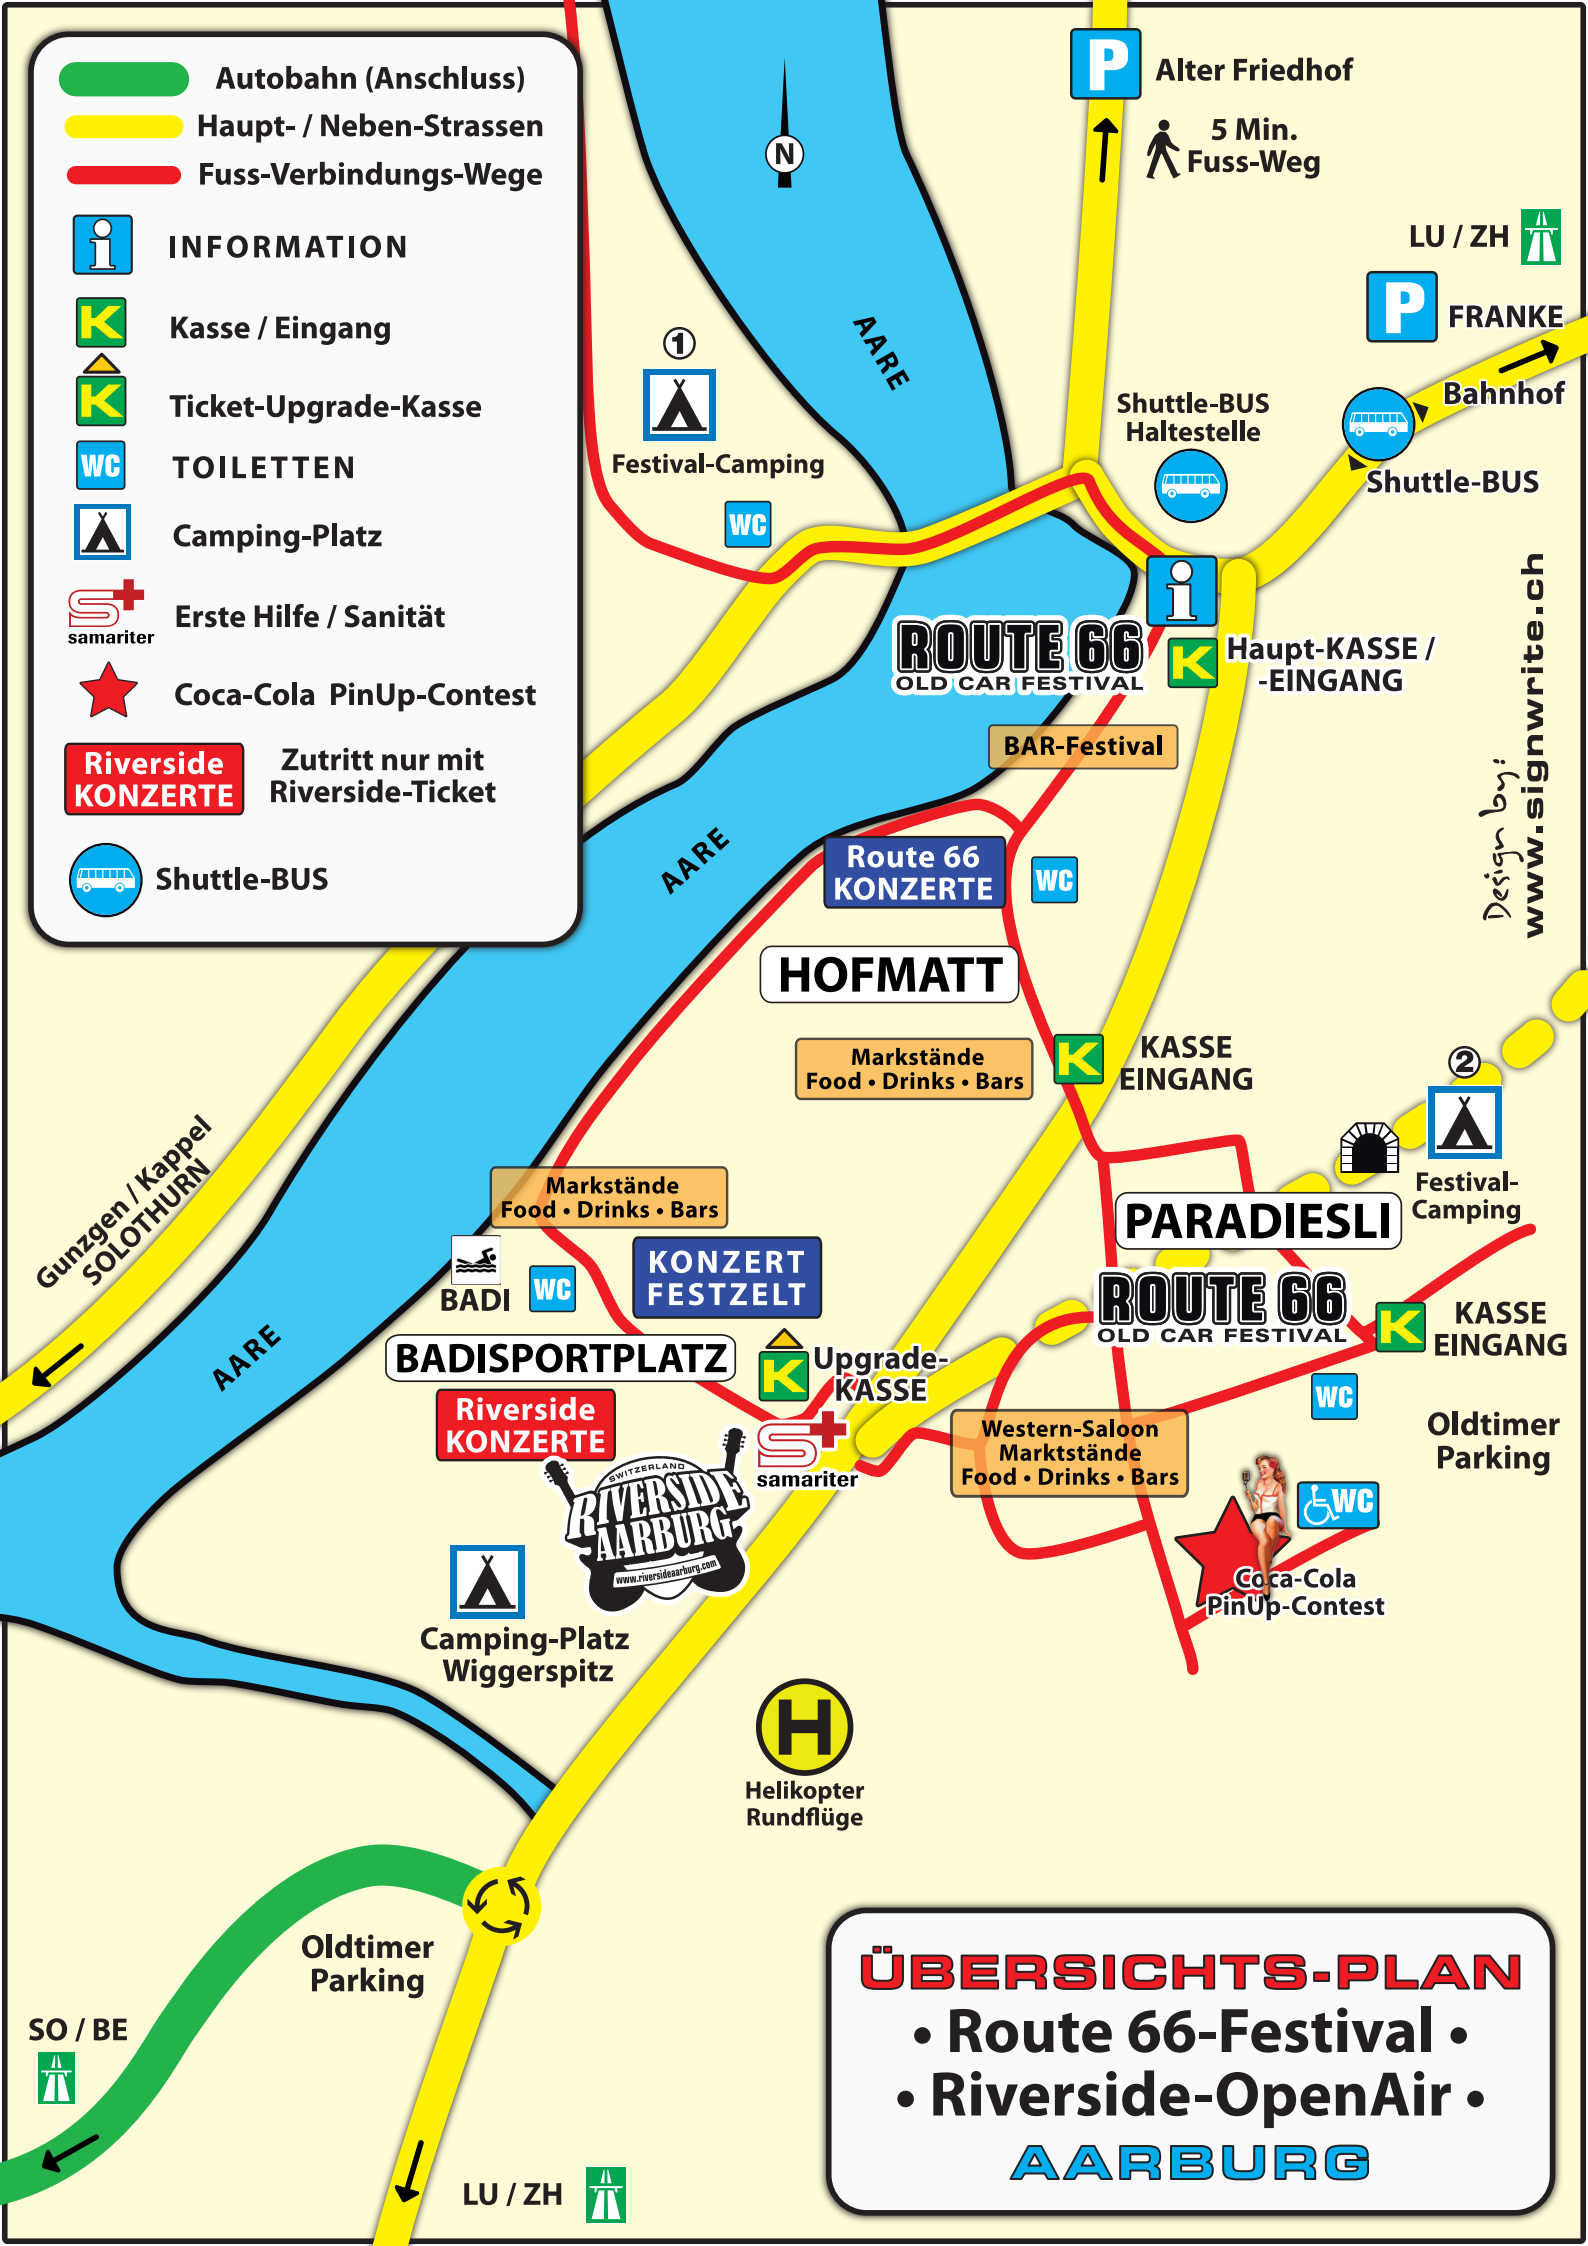 Autobahn (Anschluss)
Haupt- / Neben-Strassen
Fuss-Verbindungs-Wege
i
INFORMATION
K
Kasse / Eingang
K
Ticket-Upgrade-Kasse
WC
TOILETTEN
Camping-Platz
S+
samariter
Erste Hilfe / Sanität
Coca-Cola PinUp-Contest
Riverside
KONZERTE
Zutritt nur mit
Riverside-Ticket
Shuttle-BUS
N
P
Alter Friedhof
5 Min.
Fuss-Weg
LU / ZH
P
FRANKE
Bahnhof
Shuttle-BUS
AARE
1
Festival-Camping
WC
Shuttle-BUS
Haltestelle
i
ROUTE 66
OLD CAR FESTIVAL
K
Haupt-KASSE /
-EINGANG
BAR-Festival
Design by:
www.signwrite.ch
AARE
Route 66
KONZERTE
WC
HOFMATT
Markstände
Food • Drinks • Bars
K
KASSE
EINGANG
2
Festival-
Camping
Gunzgen / Kappel
SOLOTHURN
Markstände
Food • Drinks • Bars
PARADIESLI
BADI
WC
KONZERT
FESTZELT
ROUTE 66
OLD CAR FESTIVAL
K
KASSE
EINGANG
AARE
BADISPORTPLATZ
K
Upgrade-
KASSE
WC
Riverside
KONZERTE
S+
samariter
Western-Saloon
Marktstände
Food • Drinks • Bars
Oldtimer
Parking
SWITZERLAND
RIVERSIDE
AARBURG
www.riversideaarburg.com
WC
Coca-Cola
PinUp-Contest
Camping-Platz
Wiggerspitz
H
Helikopter
Rundflüge
Oldtimer
Parking
SO / BE
LU / ZH
ÜBERSICHTS-PLAN
• Route 66-Festival •
• Riverside-OpenAir •
AARBURG